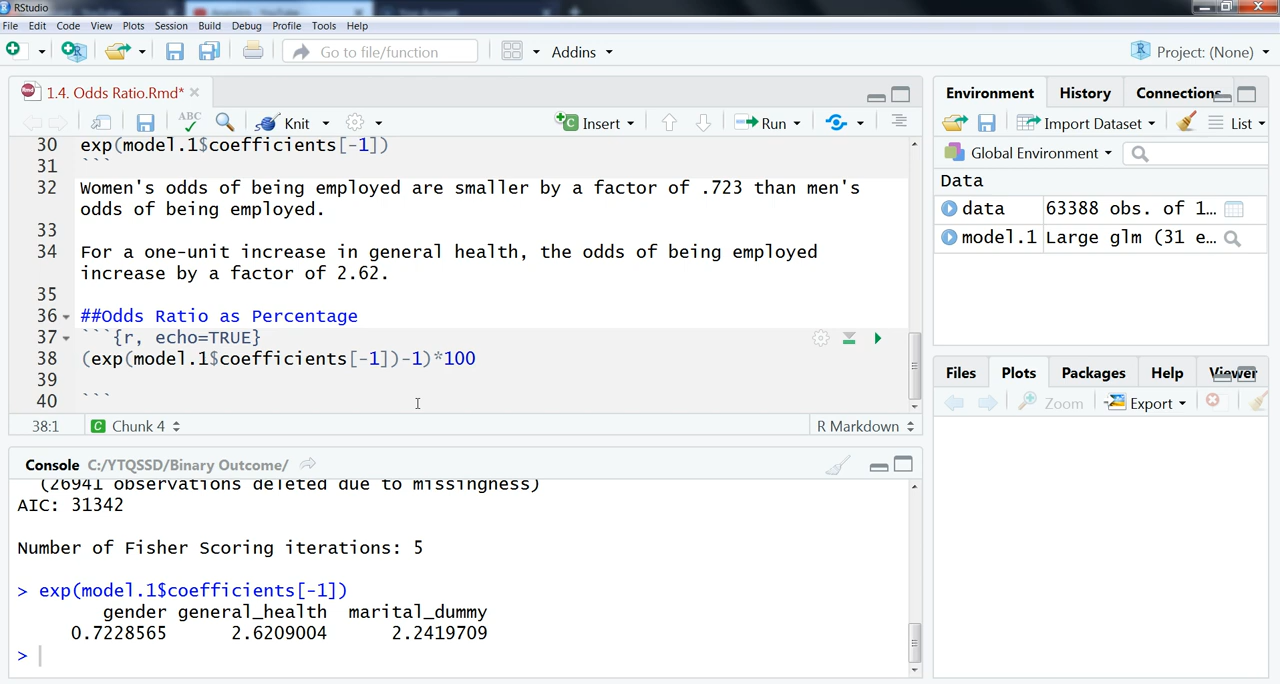 RStudio
File Edit Code View Plots Session Build Debug Profile Tools Help
Go to file/function Addins Project: (None)
1.4. Odds Ratio.Rmd*
ABC Knit Insert Run
30 exp(model.1$coefficients[-1])
31 ```
32 Women's odds of being employed are smaller by a factor of .723 than men's
odds of being employed.
33
34 For a one-unit increase in general health, the odds of being employed
increase by a factor of 2.62.
35
36 ##Odds Ratio as Percentage
37 ```{r, echo=TRUE}
38 (exp(model.1$coefficients[-1])-1)*100
39
40 ```
38:1 C Chunk 4 R Markdown
Console C:/YTQSSD/Binary Outcome/
(26941 observations deleted due to missingness)
AIC: 31342
Number of Fisher Scoring iterations: 5
> exp(model.1$coefficients[-1])
gender general_health marital_dummy
0.7228565 2.6209004 2.2419709
>
Environment History Connections
Import Dataset List
Global Environment
Data
data 63388 obs. of 1…
model.1 Large glm (31 e…
Files Plots Packages Help Viewer
Zoom Export